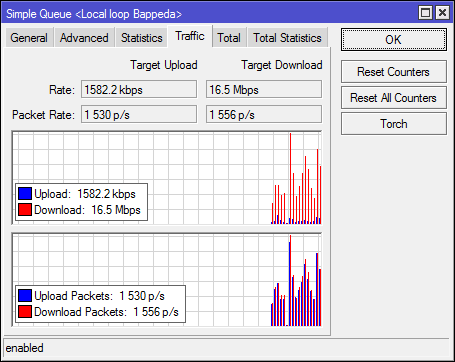 Simple Queue <Local loop Bappeda>
General Advanced Statistics Traffic Total Total Statistics
OK
Reset Counters
Reset All Counters
Torch
Target Upload Target Download
Rate: 1582.2 kbps 16.5 Mbps
Packet Rate: 1 530 p/s 1 556 p/s
Upload: 1582.2 kbps
Download: 16.5 Mbps
Upload Packets: 1 530 p/s
Download Packets: 1 556 p/s
enabled